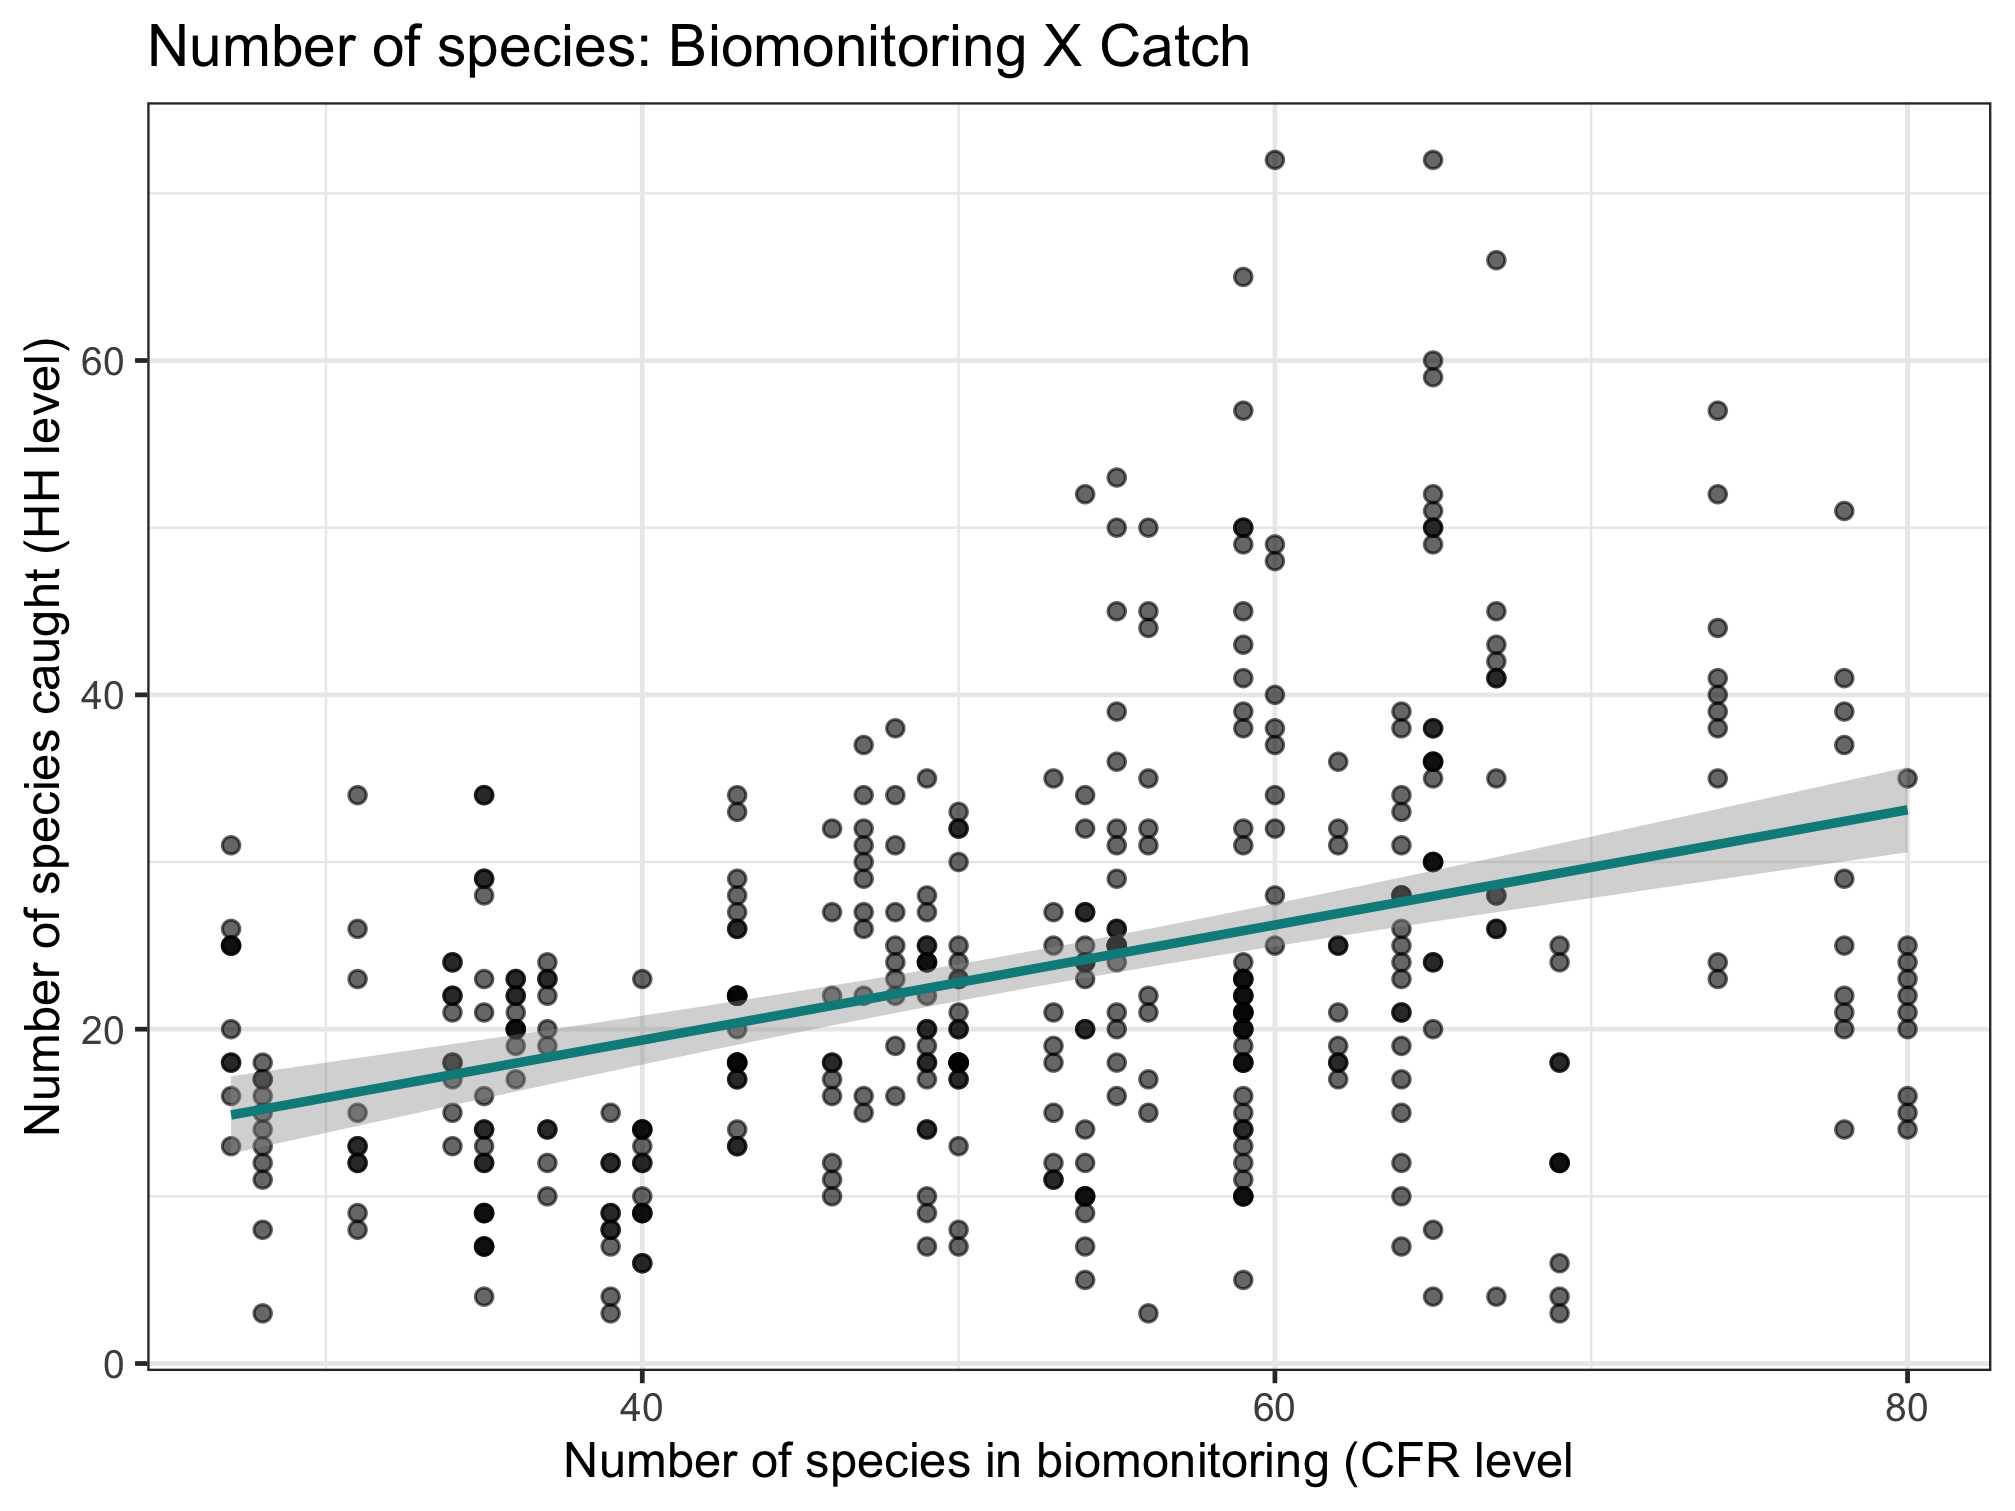 Number of species: Biomonitoring X Catch
Number of species caught (HH level)
60
40
20
0
40
60
80
Number of species in biomonitoring (CFR level